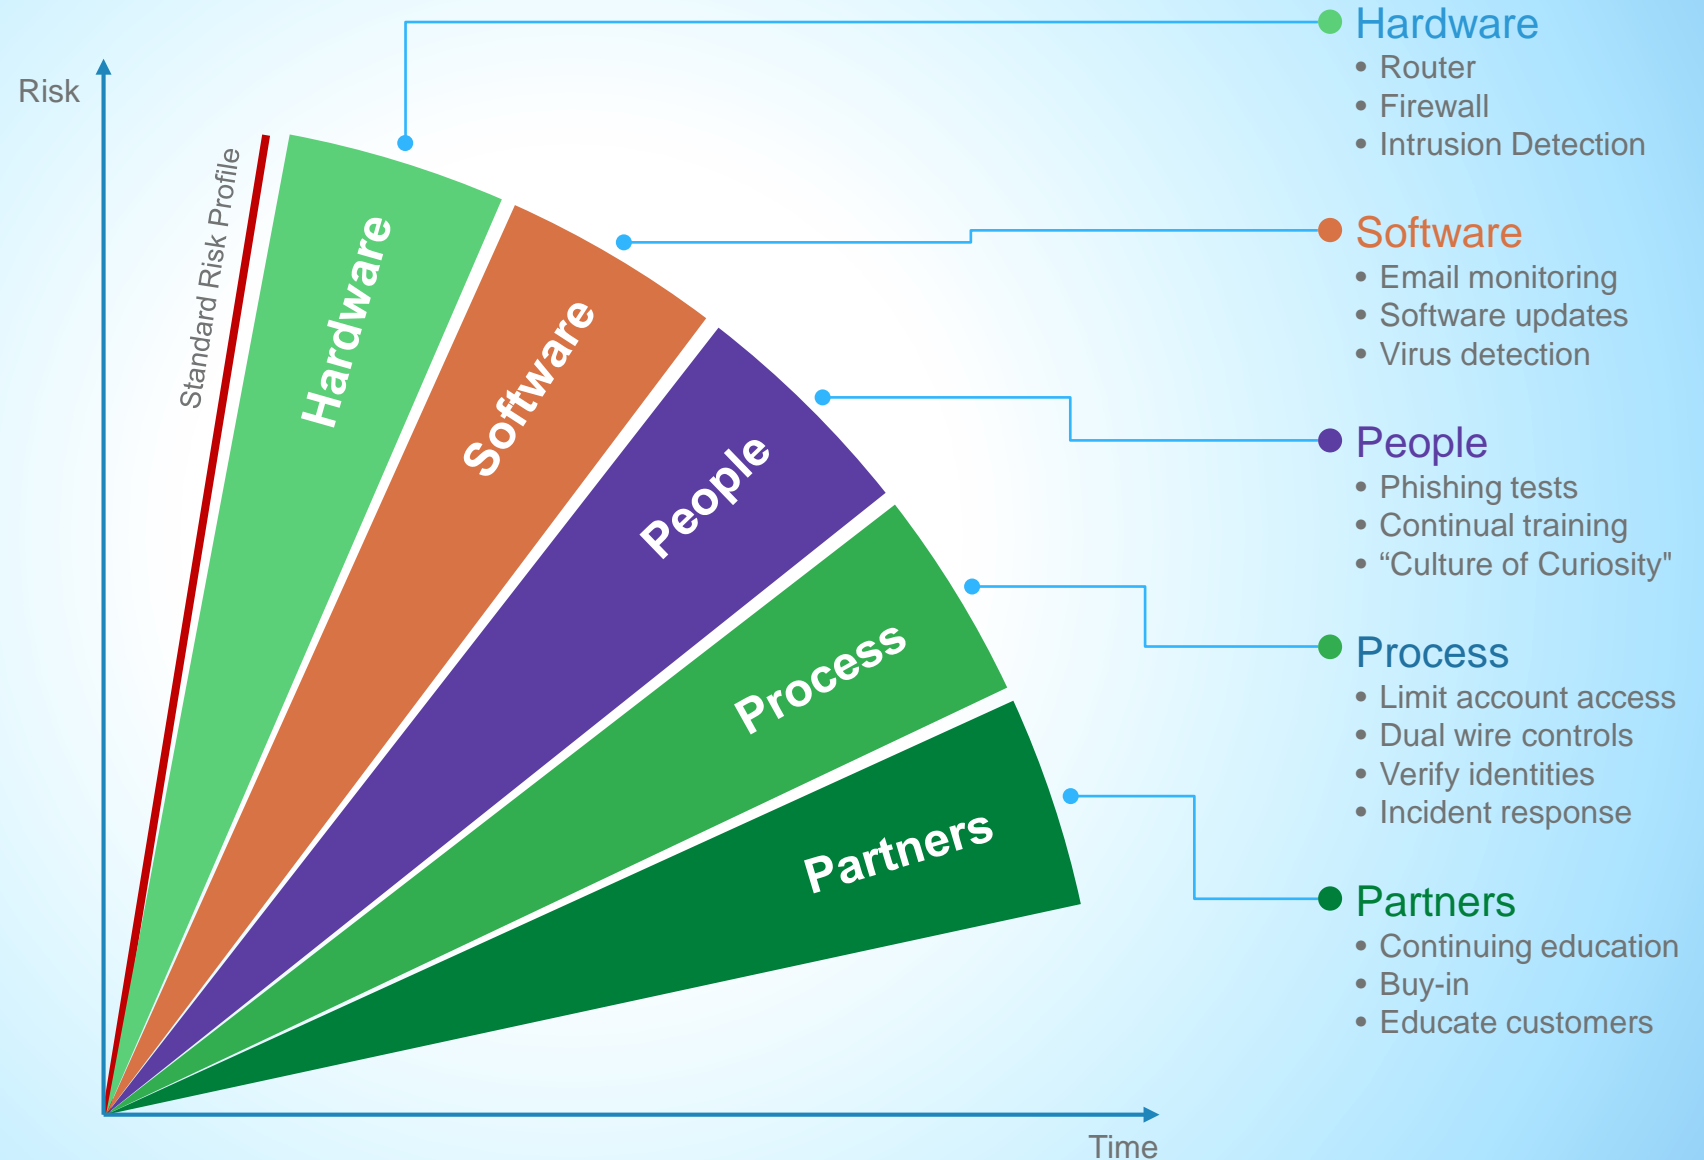 Risk
Standard Risk Profile
Hardware
Software
People
Process
Partners
Time
Hardware
• Router
• Firewall
• Intrusion Detection
Software
• Email monitoring
• Software updates
• Virus detection
People
• Phishing tests
• Continual training
• “Culture of Curiosity"
Process
• Limit account access
• Dual wire controls
• Verify identities
• Incident response
Partners
• Continuing education
• Buy-in
• Educate customers